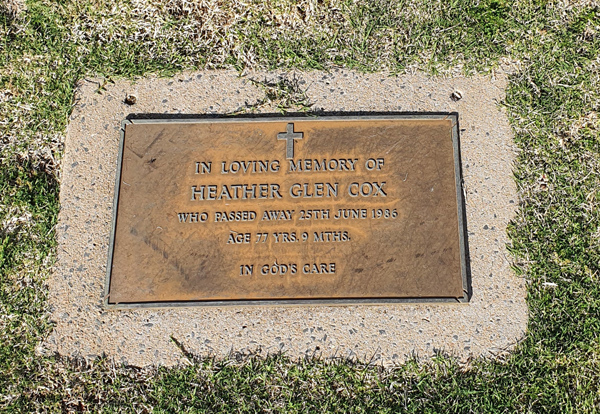 IN LOVING MEMORY OF
HEATHER GLEN COX
WHO PASSED AWAY 25TH JUNE 1986
AGE 77 YRS. 9 MTHS.
IN GOD'S CARE